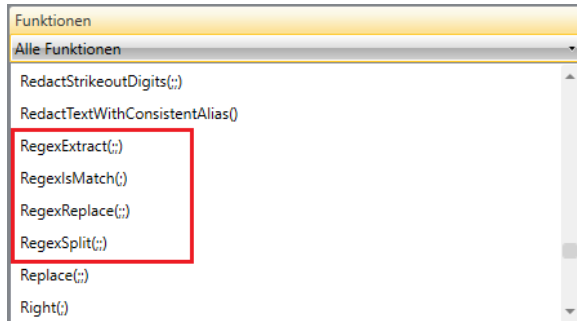 Funktionen
Alle Funktionen
RedactStrikeoutDigits(;;)
RedactTextWithConsistentAlias()
RegexExtract(;;)
RegexIsMatch(;)
RegexReplace(;;)
RegexSplit(;;)
Replace(;;)
Right(;)